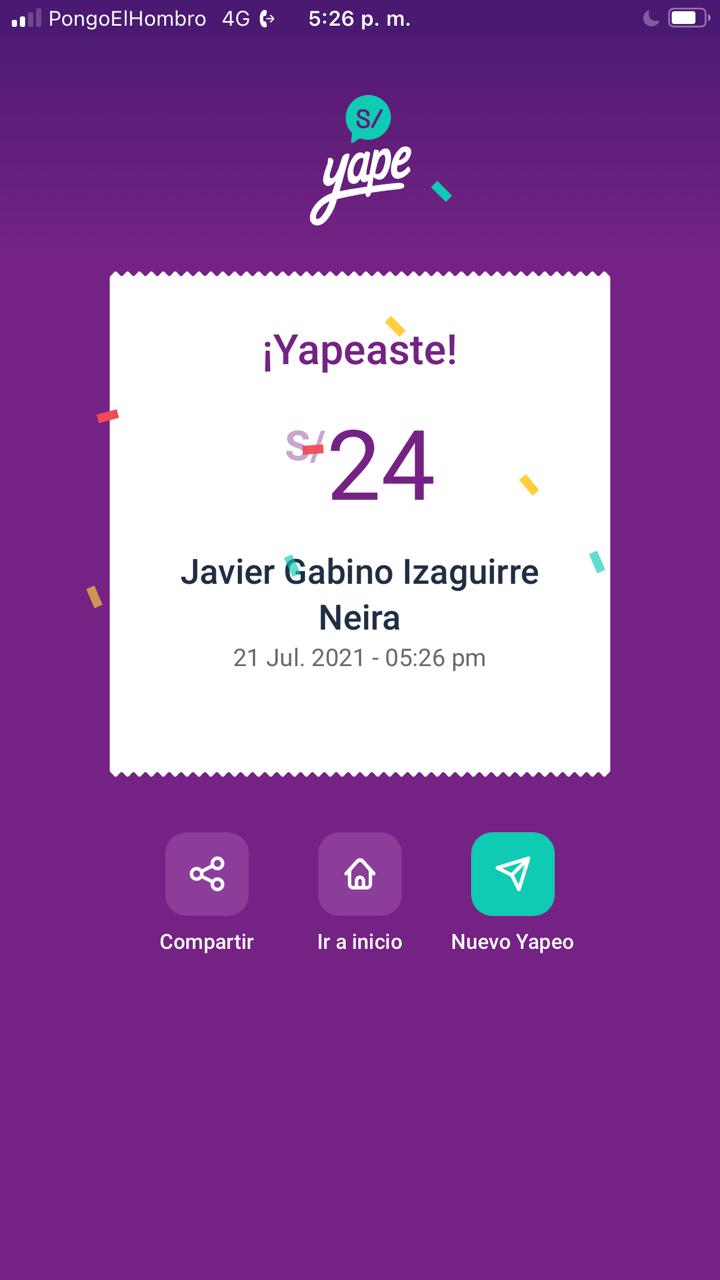 PongoElHombro 4G 5:26 p. m.
S/
yape
¡Yapeaste!
S/24
Javier Gabino Izaguirre
Neira
21 Jul. 2021 - 05:26 pm
Compartir Ir a inicio Nuevo Yapeo